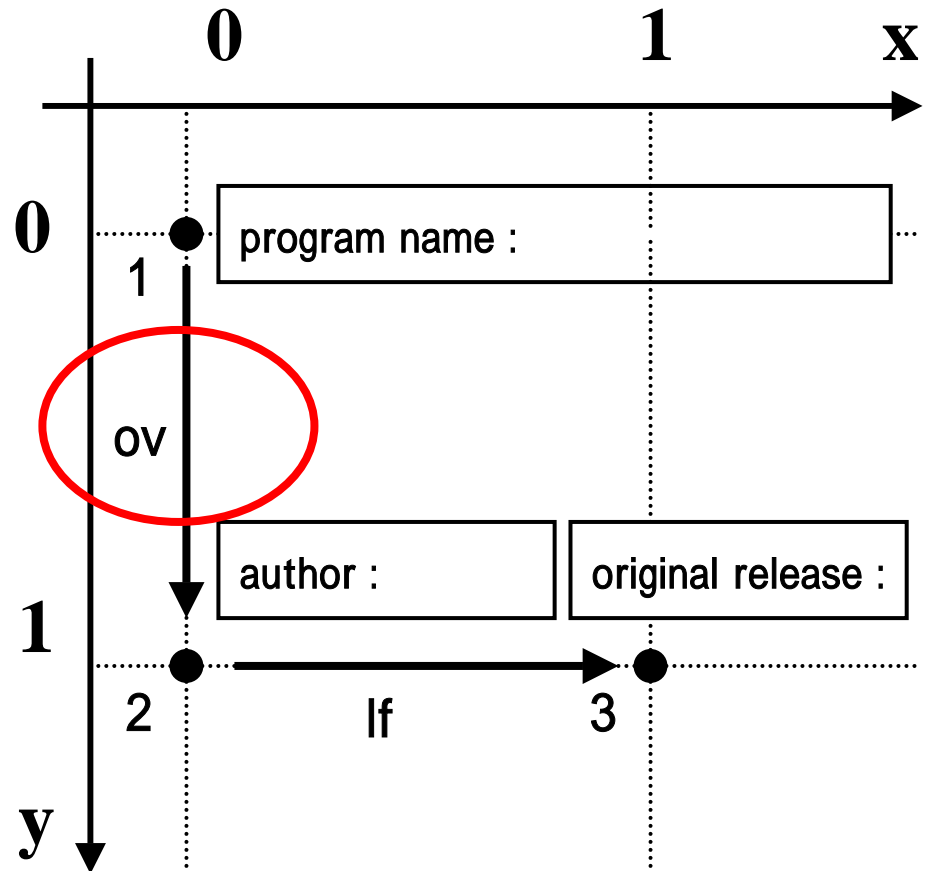 0 1 x
0
program name :
1
ov
author :
original release :
1
2
lf
3
y